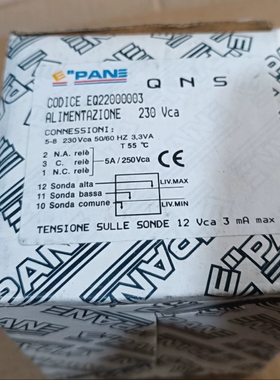 E"PANE
QNS
CODICE EQ22000003
ALIMENTAZIONE 230 Vca
CONNESSIONI:
5-8 230Vca 50/60 HZ 3,3VA
T 55 °C
2 N.A. relè
3 C. relè
1 N.C. relè
5A/250Vca
CE
12 Sonda alta
11 Sonda bassa
10 Sonda comune
LIV.MAX
LIV.MIN
TENSIONE SULLE SONDE 12 Vca 3 mA max
PANE